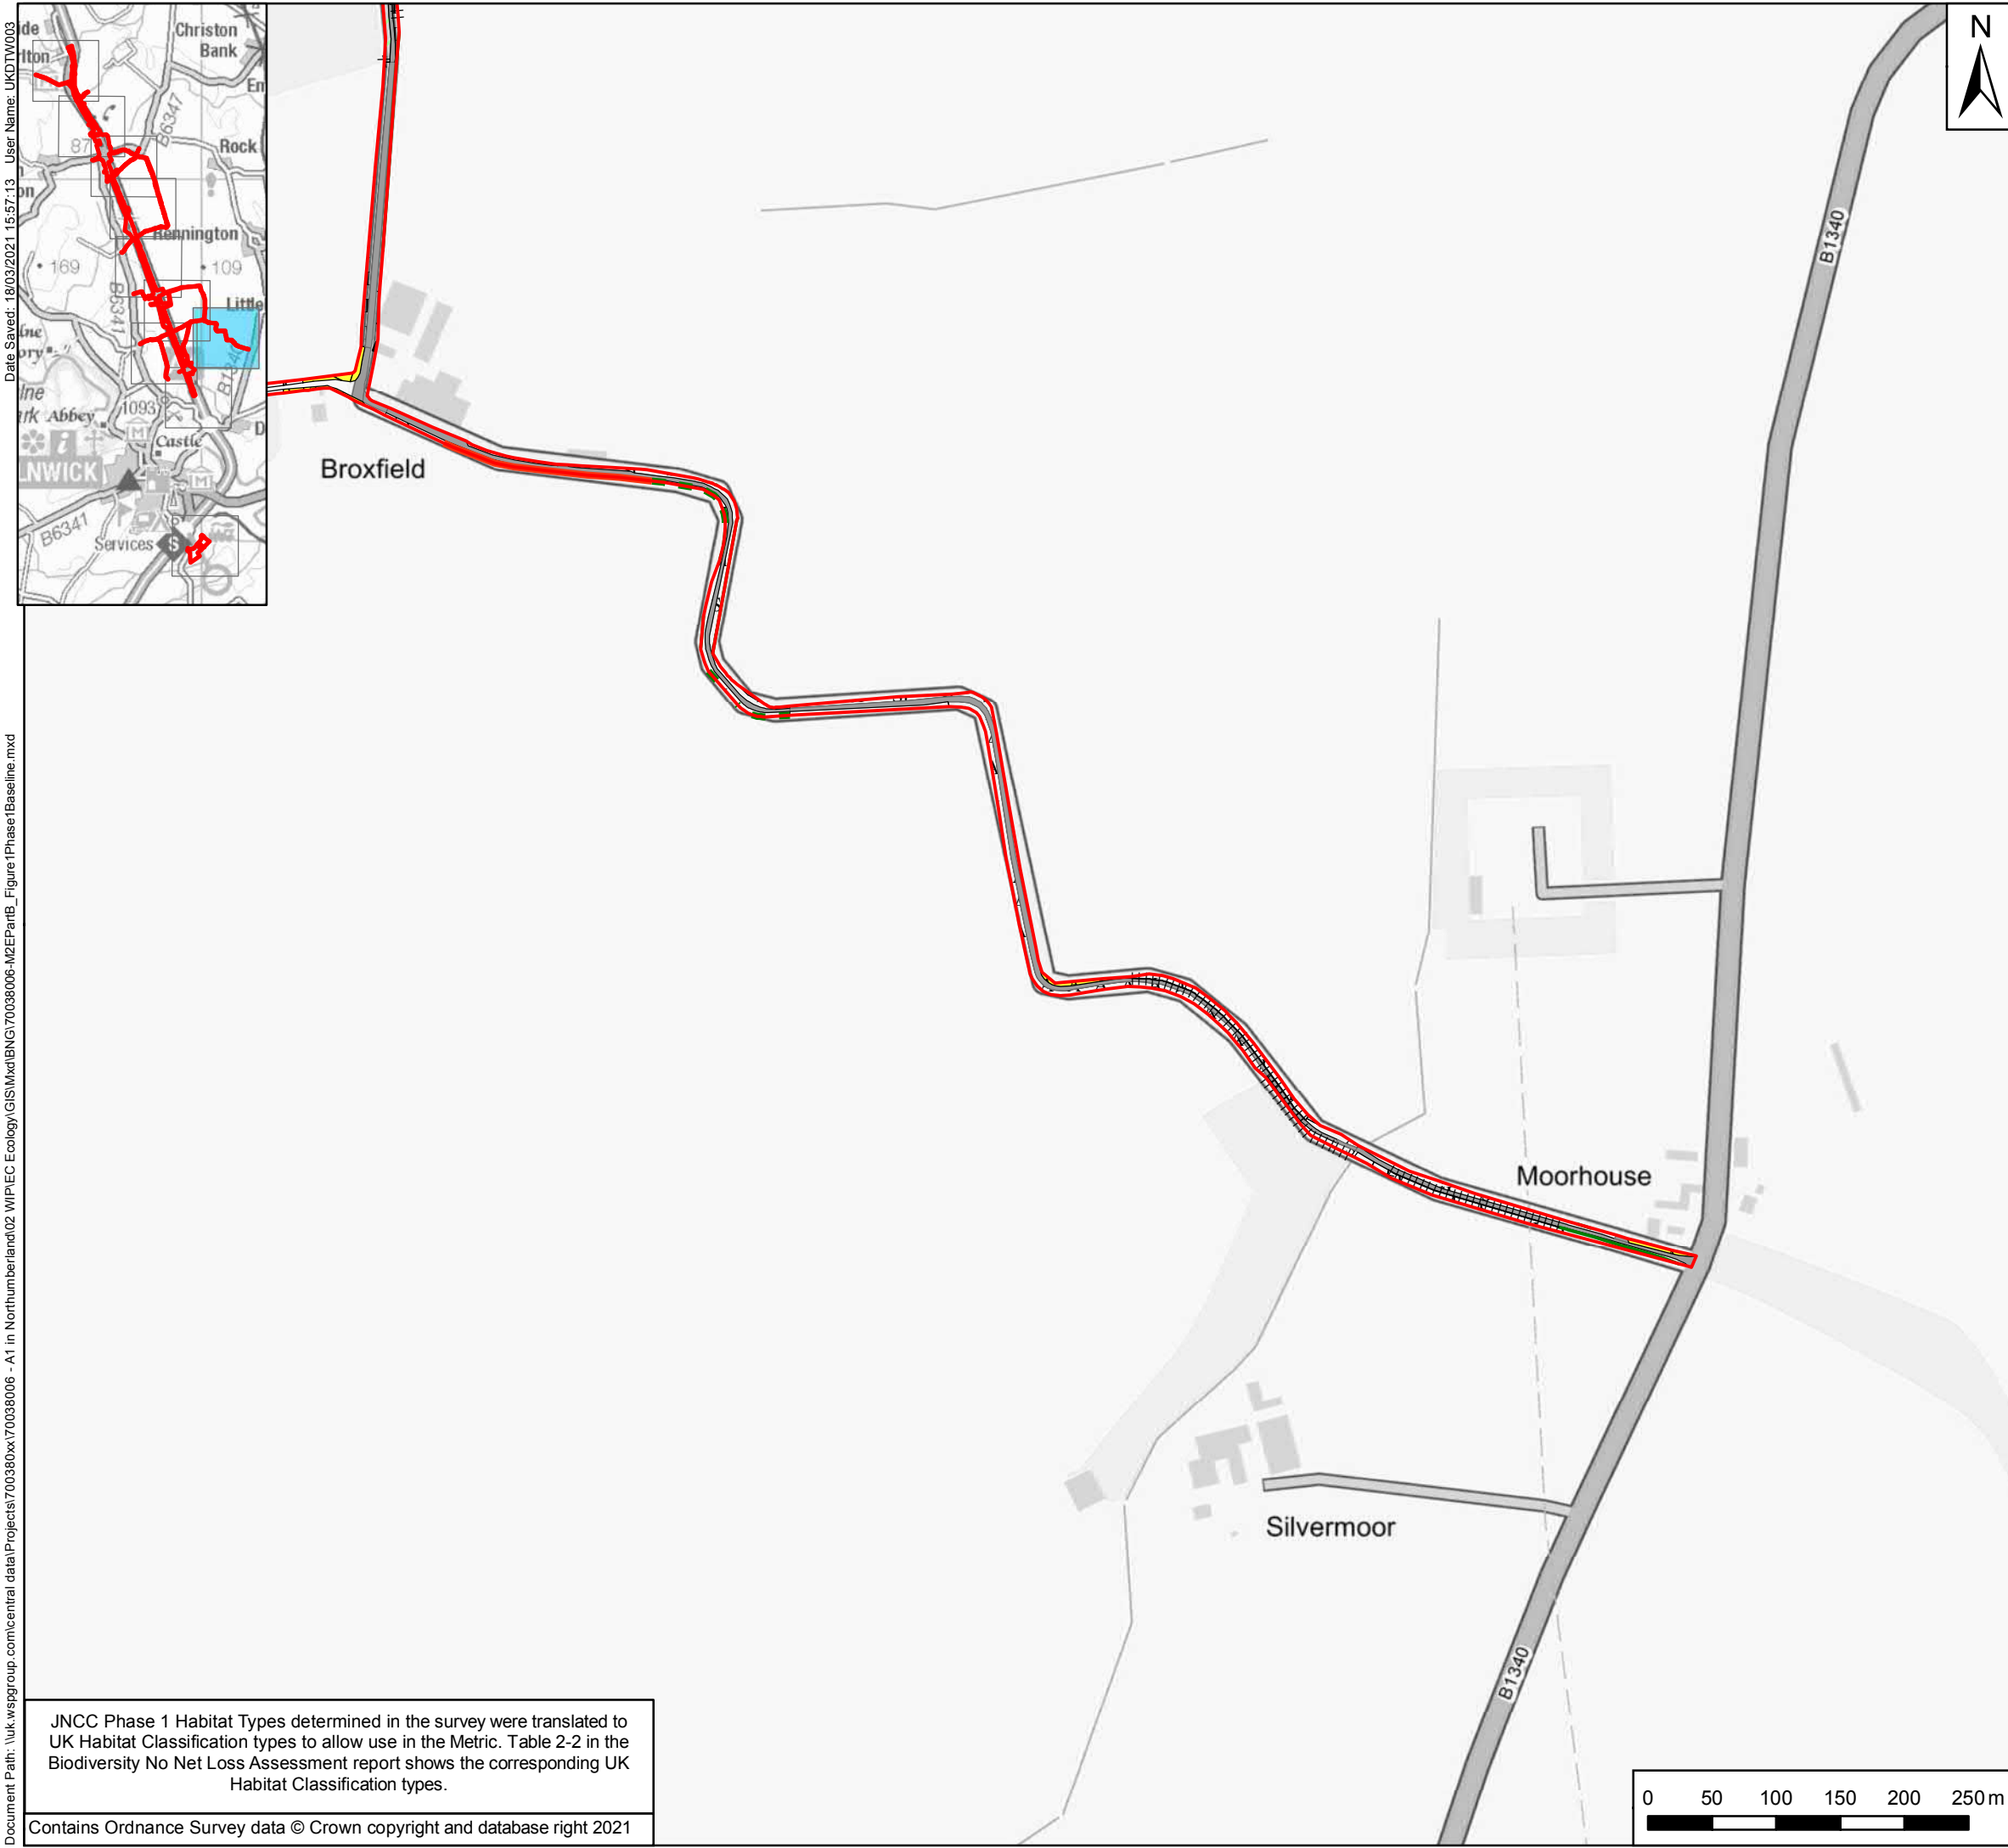 Date Saved: 18/03/2021 15:57:13 User Name: UKDTW003
Document Path: \\uk.wspgroup.com\central data\Projects\700380xx\70038006 - A1 in Northumberland\02 WIP\EC Ecology\GIS\Mxd\BNG\70038006-M2EPartB_Figure1Phase1Baseline.mxd
Christon
Bank
B6347
Rock
87
Rennington
169
109
B6341
Little
B1340
Abbey
1093
Castle
LNWICK
B6341
Services
S
N
B1340
Broxfield
Moorhouse
Silvermoor
B1340
JNCC Phase 1 Habitat Types determined in the survey were translated to
UK Habitat Classification types to allow use in the Metric. Table 2-2 in the
Biodiversity No Net Loss Assessment report shows the corresponding UK
Habitat Classification types.
Contains Ordnance Survey data © Crown copyright and database right 2021
0 50 100 150 200 250 m